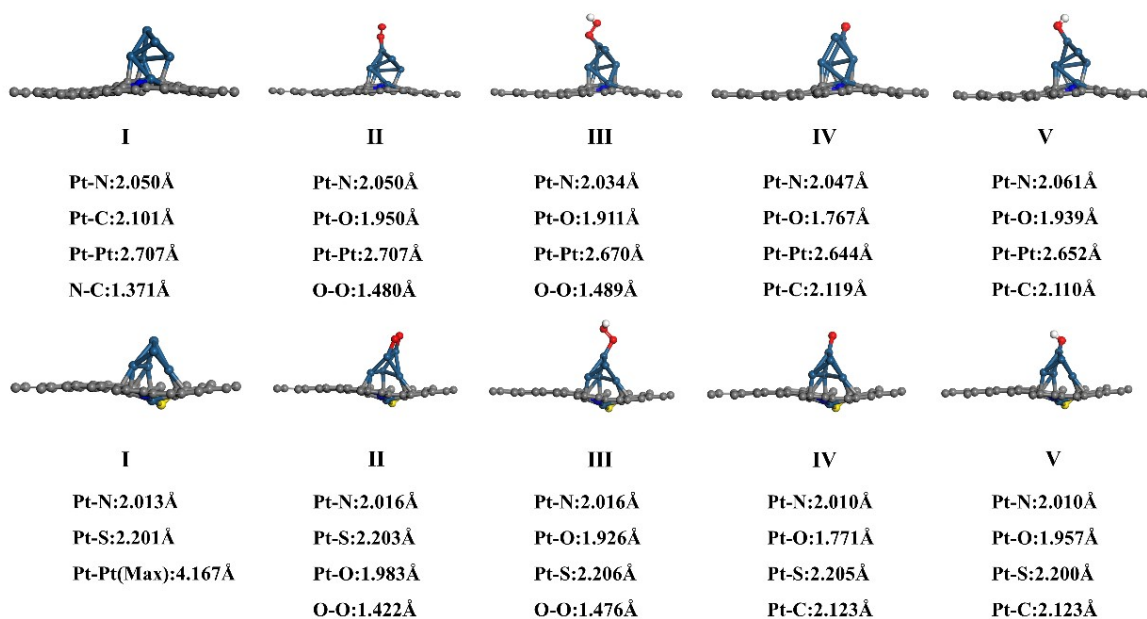 I II III IV V
Pt-N:2.050Å Pt-N:2.050Å Pt-N:2.034Å Pt-N:2.047Å Pt-N:2.061Å
Pt-C:2.101Å Pt-O:1.950Å Pt-O:1.911Å Pt-O:1.767Å Pt-O:1.939Å
Pt-Pt:2.707Å Pt-Pt:2.707Å Pt-Pt:2.670Å Pt-Pt:2.644Å Pt-Pt:2.652Å
N-C:1.371Å O-O:1.480Å O-O:1.489Å Pt-C:2.119Å Pt-C:2.110Å
I II III IV V
Pt-N:2.013Å Pt-N:2.016Å Pt-N:2.016Å Pt-N:2.010Å Pt-N:2.010Å
Pt-S:2.201Å Pt-S:2.203Å Pt-O:1.926Å Pt-O:1.771Å Pt-O:1.957Å
Pt-Pt(Max):4.167Å Pt-O:1.983Å Pt-S:2.206Å Pt-S:2.205Å Pt-S:2.200Å
O-O:1.422Å O-O:1.476Å Pt-C:2.123Å Pt-C:2.123Å